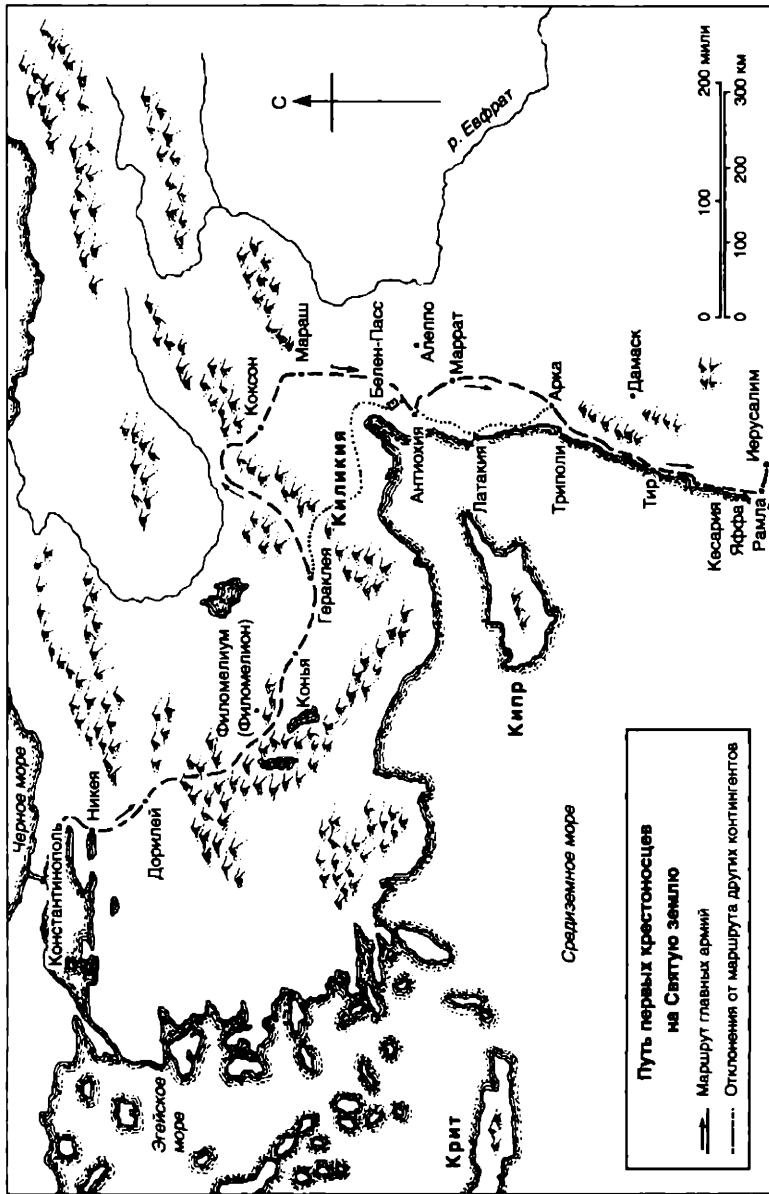 Черное море
Константинополь
Никея
Дорилей
Эгейское
море
Филомелиум
(Филомелион)
Конья
Гераклея
Киликия
Коксон
Мараш
Белен-Пасс
Антиохия
Алеппо
Маррат
Латакия
Арка
Триполи
Дамаск
Тир
Кесария
Яффа
Рамла
Иерусалим
Кипр
Крит
Средиземное море
р. Евфрат
С
0 100 200 мили
0 100 200 300 км
Путь первых крестоносцев
на Святую землю
Маршрут главных армий
Отклонения от маршрута других контингентов